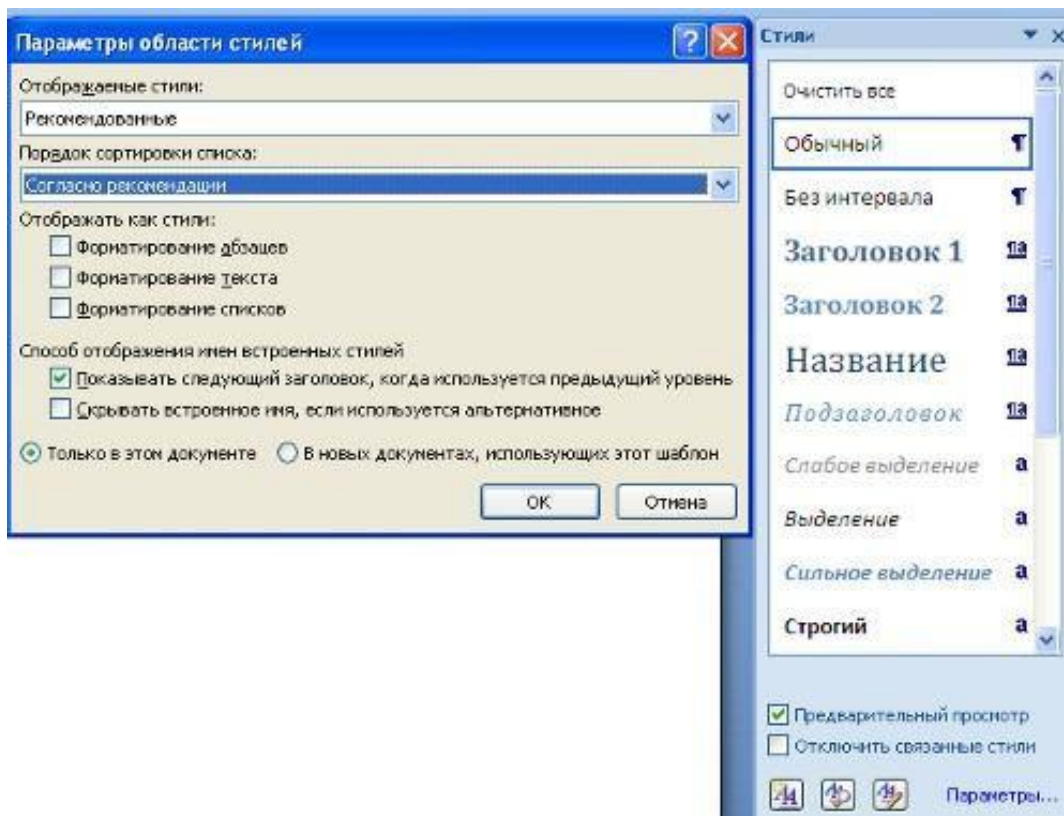 Параметры области стилей
Отображаемые стили:
Рекомендованные
Порядок сортировки списка:
Согласно рекомендации
Отображать как стили:
Форматирование абзацев
Форматирование текста
Форматирование списков
Способ отображения имен встроенных стилей
Показывать следующий заголовок, когда используется предыдущий уровень
Скрывать встроенное имя, если используется альтернативное
Только в этом документе В новых документах, использующих этот шаблон
ОК Отмена
Стили
Очистить все
Обычный ¶
Без интервала ¶
Заголовок 1 ¶a
Заголовок 2 ¶a
Название ¶a
Подзаголовок ¶a
Слабое выделение a
Выделение a
Сильное выделение a
Строгий a
Предварительный просмотр
Отключить связанные стили
Параметры...